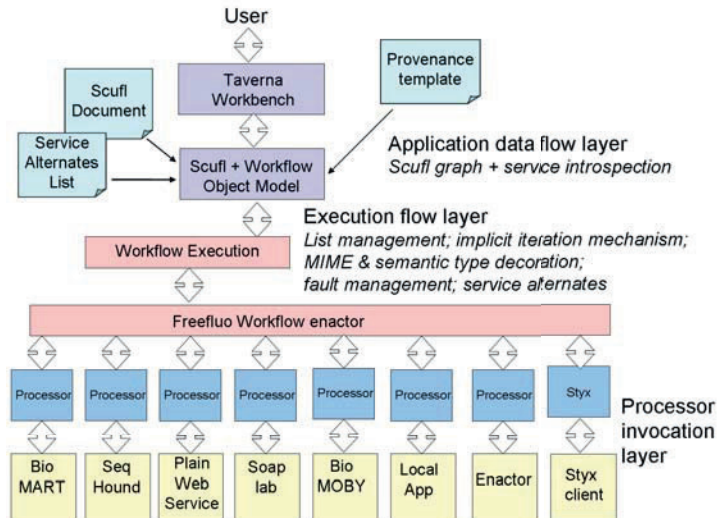 User
Taverna
Workbench
Provenance
template
Scufl
Document
Service
Alternates
List
Scufl + Workflow
Object Model
Application data flow layer
Scufl graph + service introspection
Execution flow layer
List management; implicit iteration mechanism;
MIME & semantic type decoration;
fault management; service alternates
Workflow Execution
Freefluo Workflow enactor
Processor
Processor
Processor
Processor
Processor
Processor
Processor
Styx
Processor
invocation
layer
Bio
MART
Seq
Hound
Plain
Web
Service
Soap
lab
Bio
MOBY
Local
App
Enactor
Styx
client